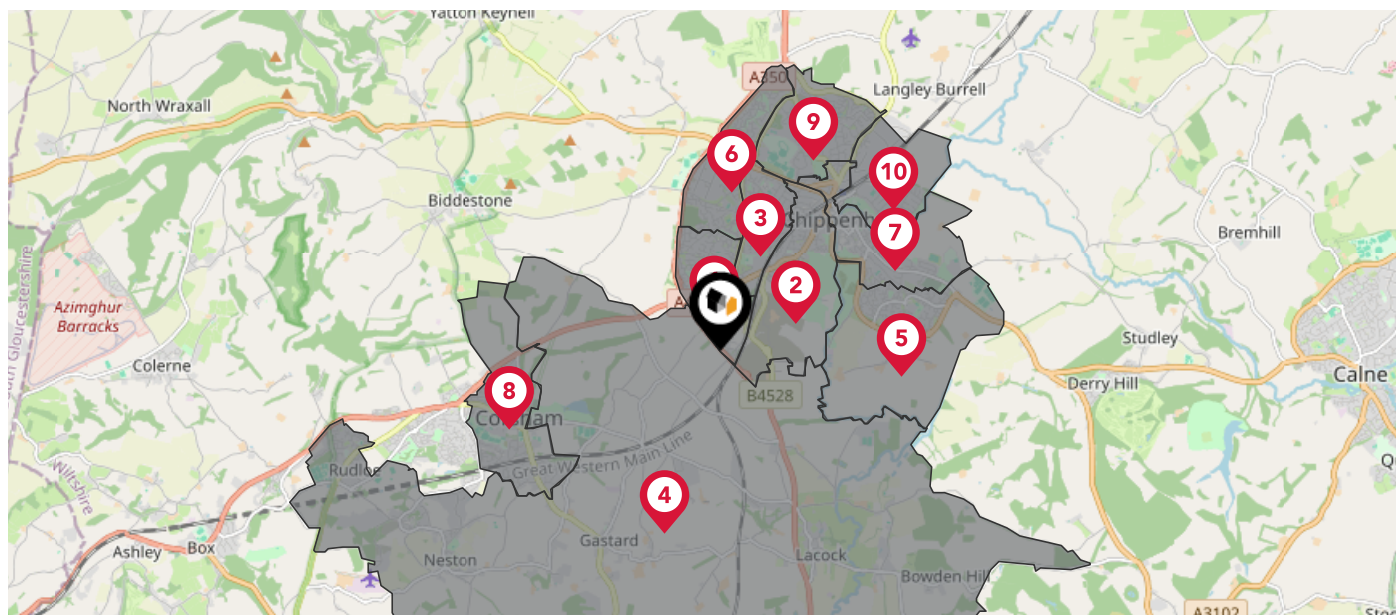 Yatton Keynell
A350
Langley Burrell
North Wraxall
9
6
10
Biddestone
3
7
Bremhill
2
South Gloucestershire
Azimghur
Barracks
5
Studley
Colerne
Calne
Derry Hill
B4528
8
Great Western Main Line
Rudloe
4
Wiltshire
Gastard
Ashley
Box
Lacock
Neston
Bowden Hill
A3102